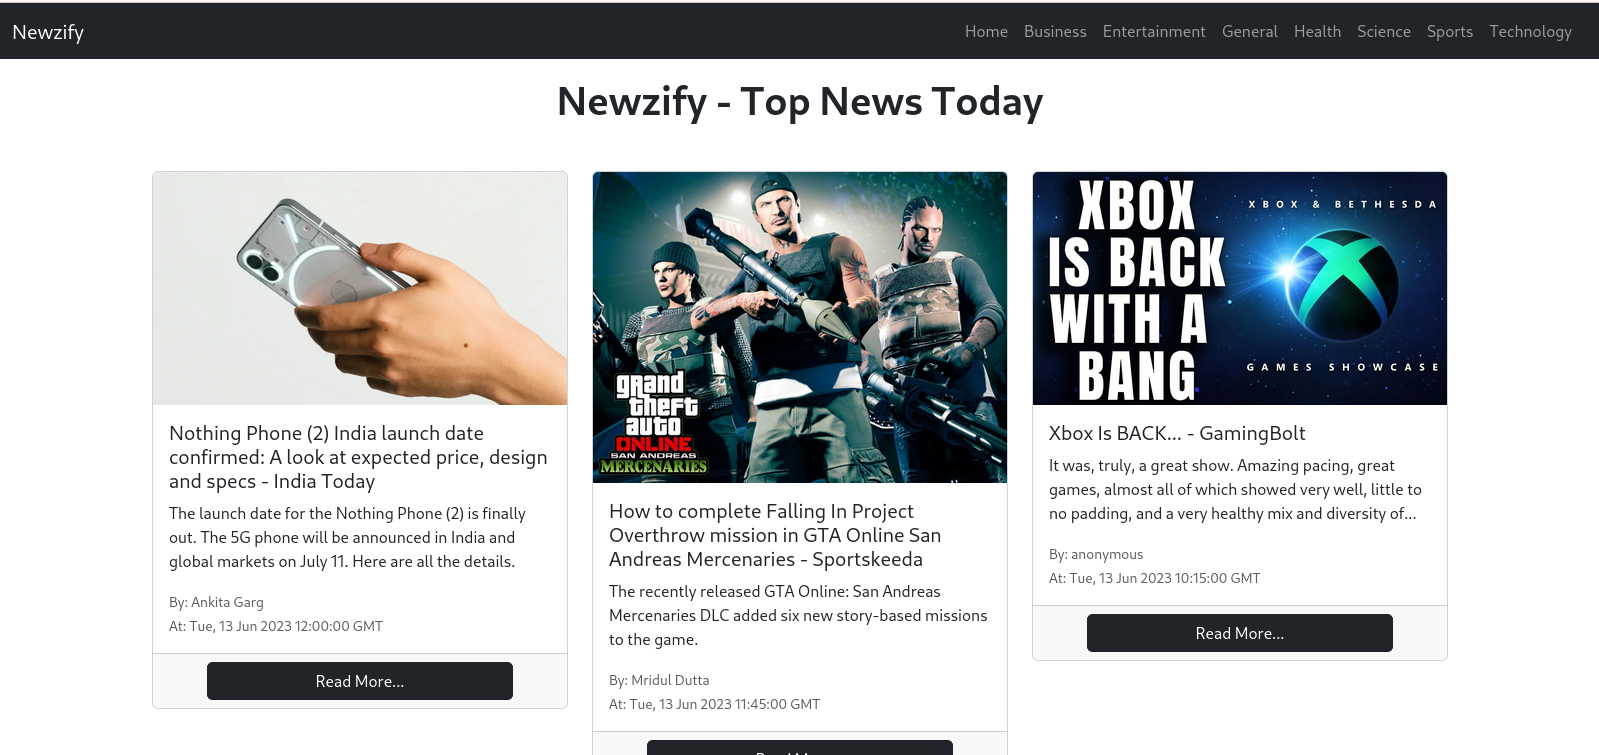 Newzify
Home Business Entertainment General Health Science Sports Technology
Newzify - Top News Today
Nothing Phone (2) India launch date
confirmed: A look at expected price, design
and specs - India Today
The launch date for the Nothing Phone (2) is finally
out. The 5G phone will be announced in India and
global markets on July 11. Here are all the details.
By: Ankita Garg
At: Tue, 13 Jun 2023 12:00:00 GMT
Read More...
grand
theft
auto
ONLINE
SAN ANDREAS
MERCENARIES
How to complete Falling In Project
Overthrow mission in GTA Online San
Andreas Mercenaries - Sportskeeda
The recently released GTA Online: San Andreas
Mercenaries DLC added six new story-based missions
to the game.
By: Mridul Dutta
At: Tue, 13 Jun 2023 11:45:00 GMT
XBOX
IS BACK
WITH A
BANG
XBOX & BETHESDA
GAMES SHOWCASE
Xbox Is BACK... - GamingBolt
It was, truly, a great show. Amazing pacing, great
games, almost all of which showed very well, little to
no padding, and a very healthy mix and diversity of...
By: anonymous
At: Tue, 13 Jun 2023 10:15:00 GMT
Read More...